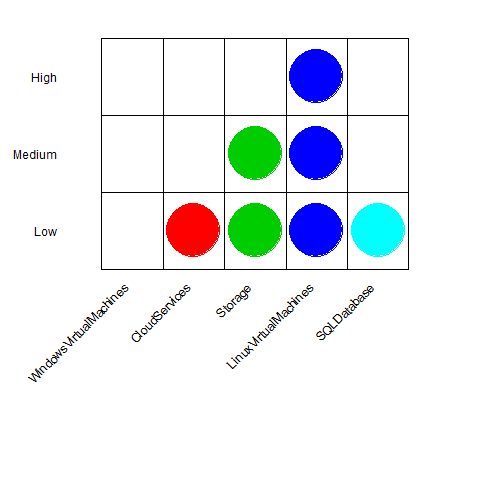 High
Medium
Low
WindowsVirtualMachines
CloudServices
Storage
LinuxVirtualMachines
SQLDatabase